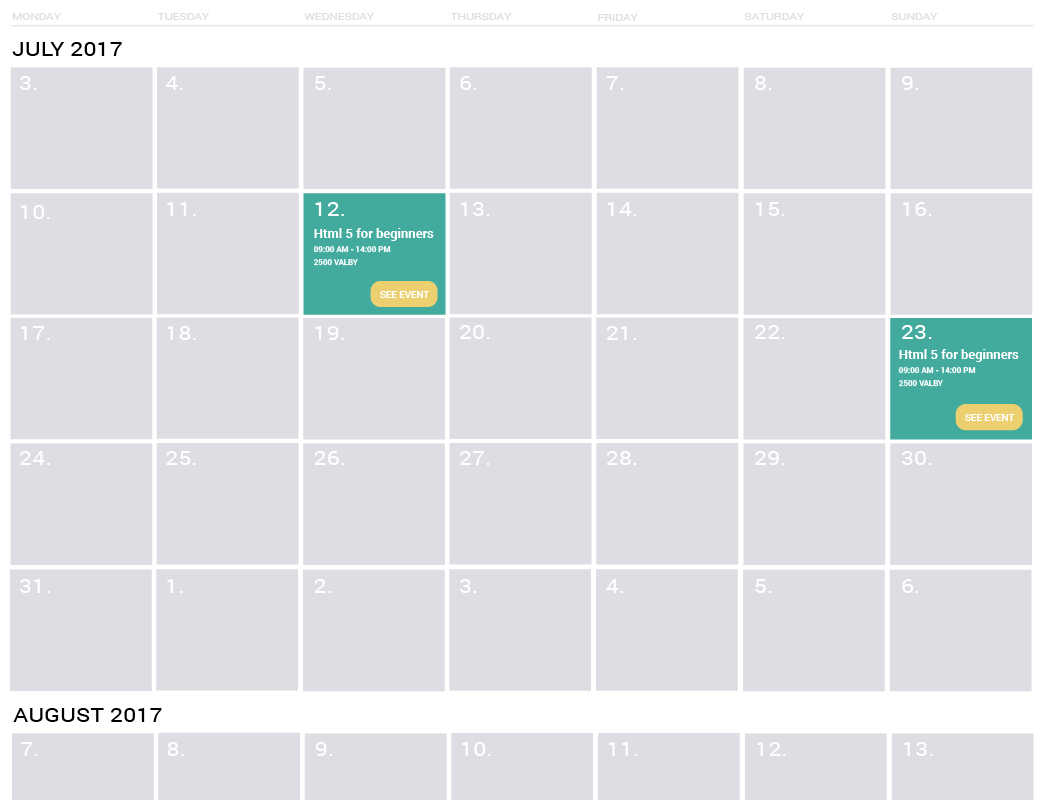 MONDAY TUESDAY WEDNESDAY THURSDAY FRIDAY SATURDAY SUNDAY
JULY 2017
3. 4. 5. 6. 7. 8. 9.
10. 11. 12. 13. 14. 15. 16.
Html 5 for beginners
09:00 AM - 14:00 PM
2500 VALBY
SEE EVENT
17. 18. 19. 20. 21. 22. 23.
Html 5 for beginners
09:00 AM - 14:00 PM
2500 VALBY
SEE EVENT
24. 25. 26. 27. 28. 29. 30.
31. 1. 2. 3. 4. 5. 6.
AUGUST 2017
7. 8. 9. 10. 11. 12. 13.